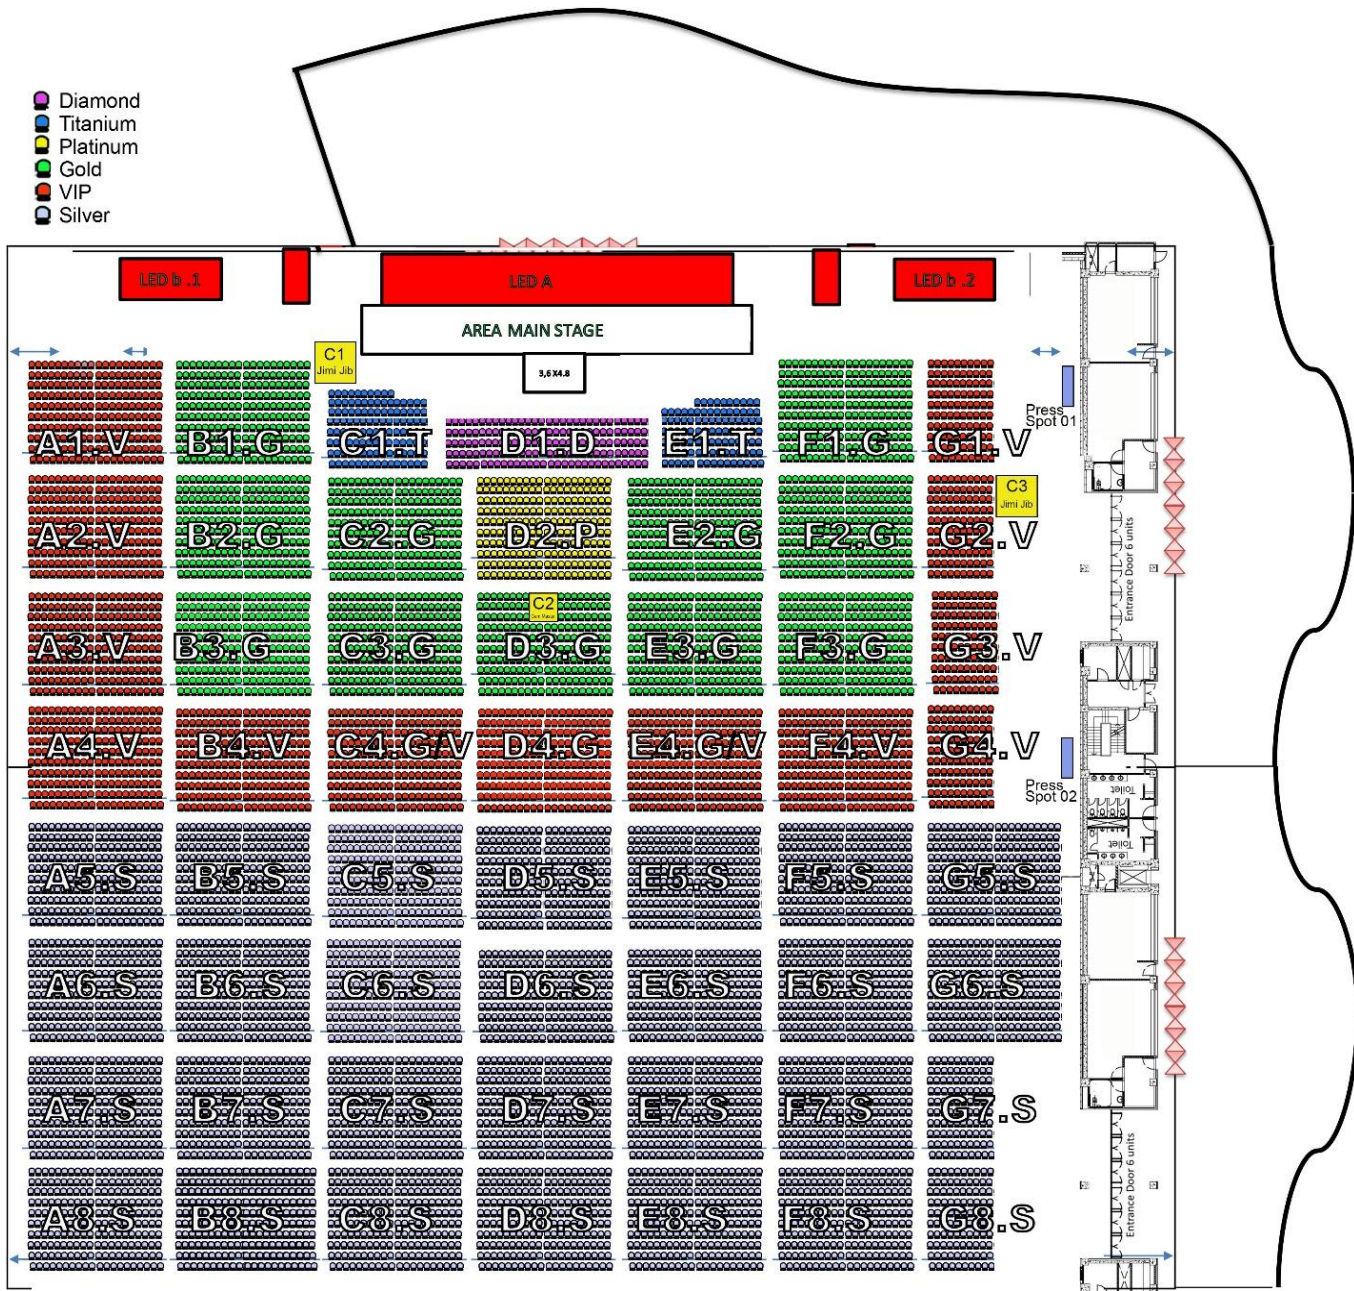 Diamond
Titanium
Platinum
Gold
VIP
Silver
LED b .1
LED A
LED b .2
AREA MAIN STAGE
3,6 X4.8
C1
Jimi Jib
Press
Spot 01
A1.V
B1.G
C1.T
D1.D
E1.T
F1.G
G1.V
C3
Jimi Jib
A2.V
B2.G
C2.G
D2.P
E2.G
F2.G
G2.V
Entrance Door 6 units
C2
A3.V
B3.G
C3.G
D3.G
E3.G
F3.G
G3.V
A4.V
B4.V
C4.G/V
D4.G
E4.G/V
F4.V
G4.V
Press
Spot 02
Toilet
Toilet
A5.S
B5.S
C5.S
D5.S
E5.S
F5.S
G5.S
A6.S
B6.S
C6.S
D6.S
E6.S
F6.S
G6.S
A7.S
B7.S
C7.S
D7.S
E7.S
F7.S
G7.S
Entrance Door 6 units
A8.S
B8.S
C8.S
D8.S
E8.S
F8.S
G8.S